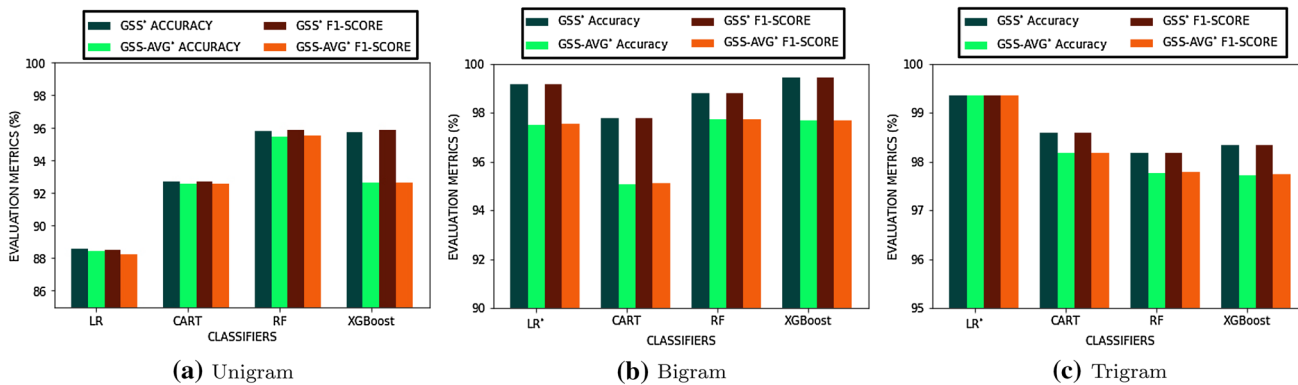 GSS* ACCURACY
GSS* F1-SCORE
GSS-AVG* ACCURACY
GSS-AVG* F1-SCORE
EVALUATION METRICS (%)
100
98
96
94
92
90
88
86
LR
CART
RF
XGBoost
CLASSIFIERS
(a) Unigram
GSS* Accuracy
GSS* F1-SCORE
GSS-AVG* Accuracy
GSS-AVG* F1-SCORE
EVALUATION METRICS (%)
100
98
96
94
92
90
LR*
CART
RF
XGBoost
CLASSIFIERS
(b) Bigram
GSS* Accuracy
GSS* F1-SCORE
GSS-AVG* Accuracy
GSS-AVG* F1-SCORE
EVALUATION METRICS (%)
100
99
98
97
96
95
LR*
CART
RF
XGBoost
CLASSIFIERS
(c) Trigram